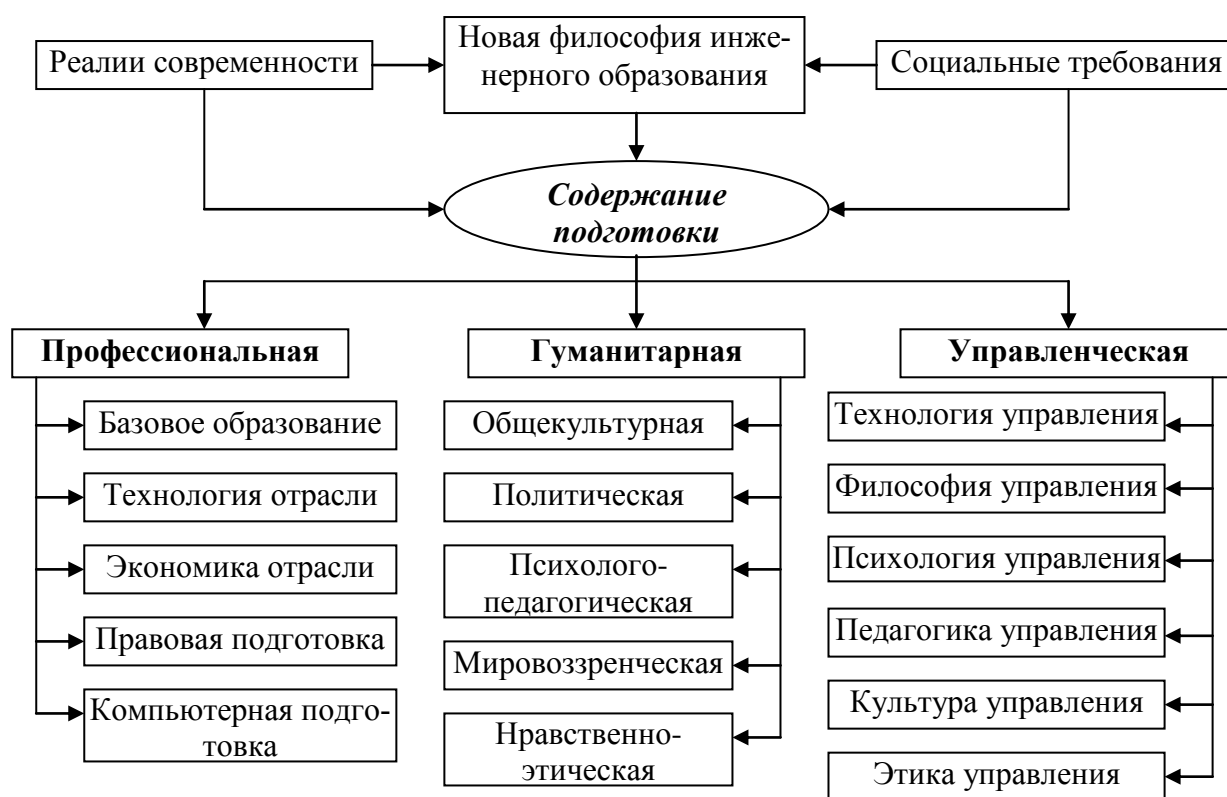 Реалии современности
Новая философия инже-
нерного образования
Социальные требования
Содержание
подготовки
Профессиональная
Базовое образование
Технология отрасли
Экономика отрасли
Правовая подготовка
Компьютерная подго-
товка
Гуманитарная
Общекультурная
Политическая
Психолого-
педагогическая
Мировоззренческая
Нравственно-
этическая
Управленческая
Технология управления
Философия управления
Психология управления
Педагогика управления
Культура управления
Этика управления